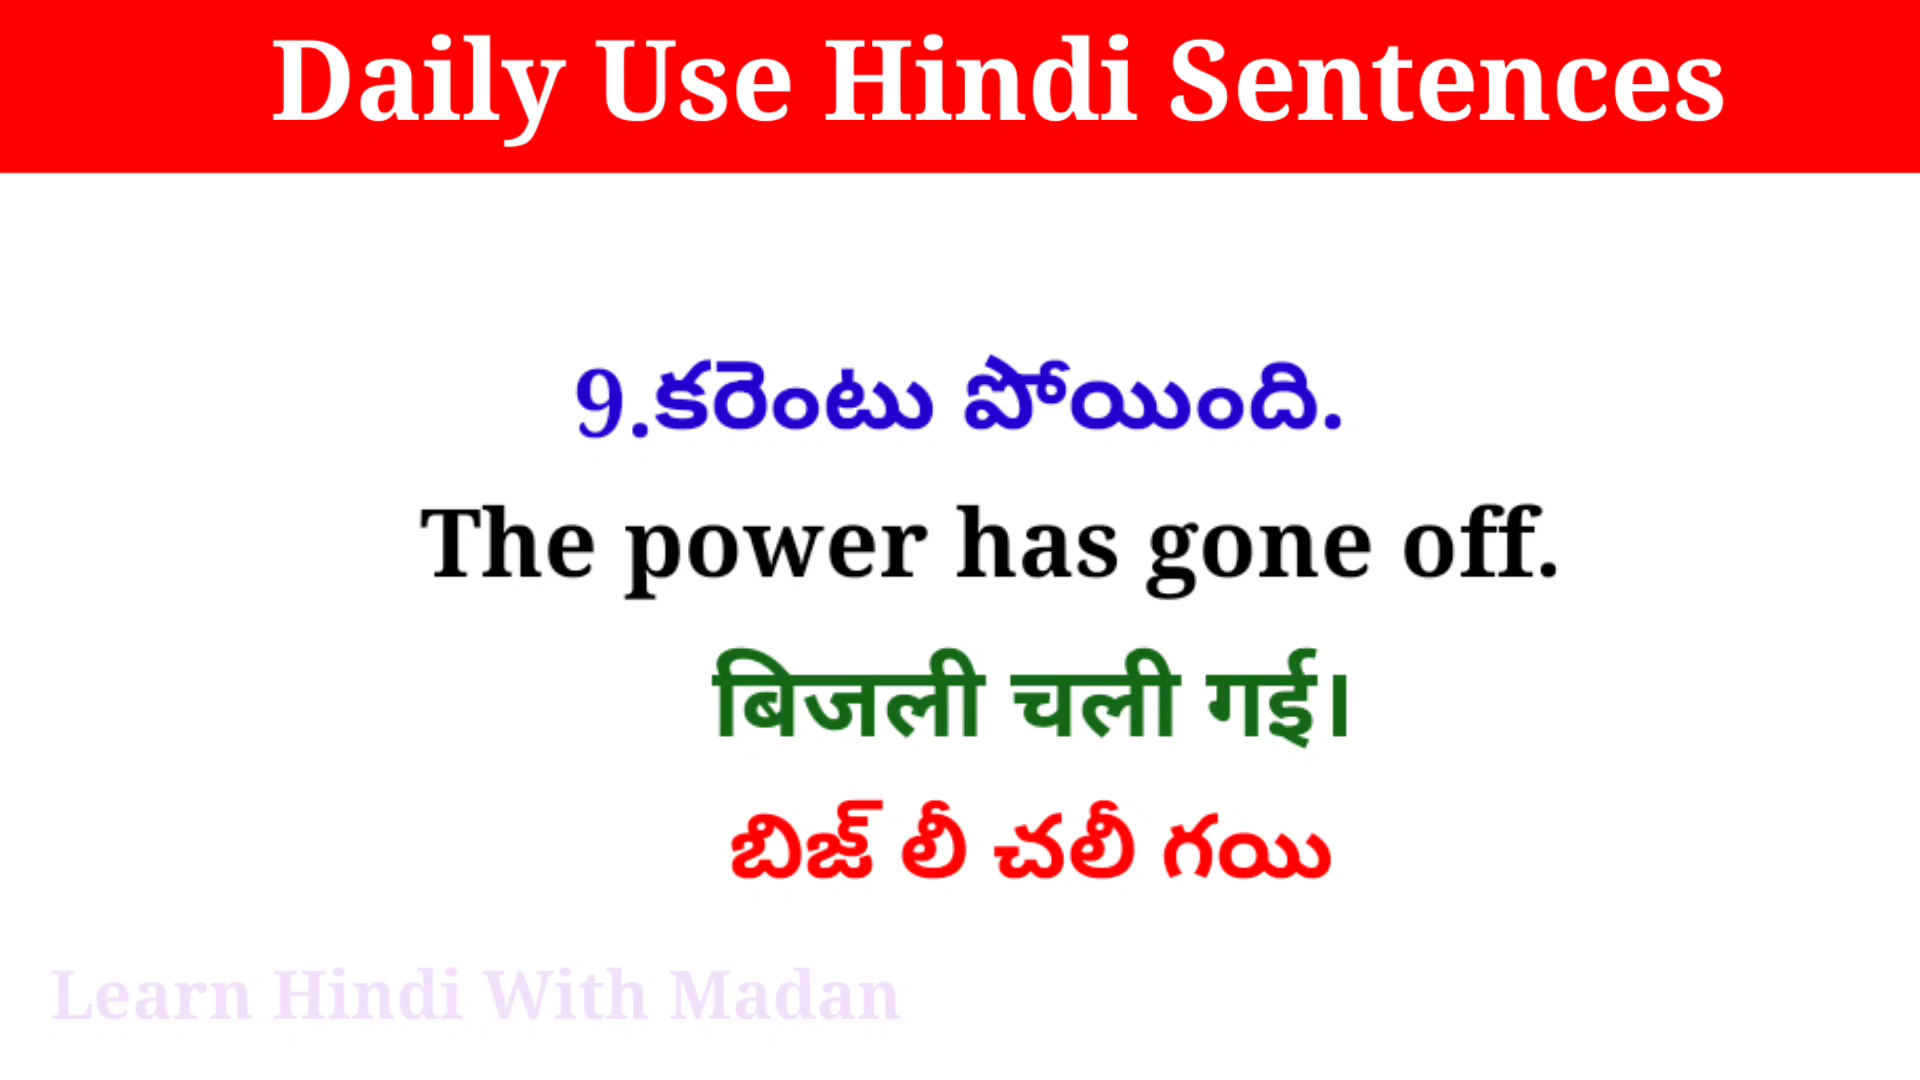 Daily Use Hindi Sentences
9.కరెంటు పోయింది.
The power has gone off.
बिजली चली गई।
బిజ్ లీ చలీ గయి
Learn Hindi With Madan